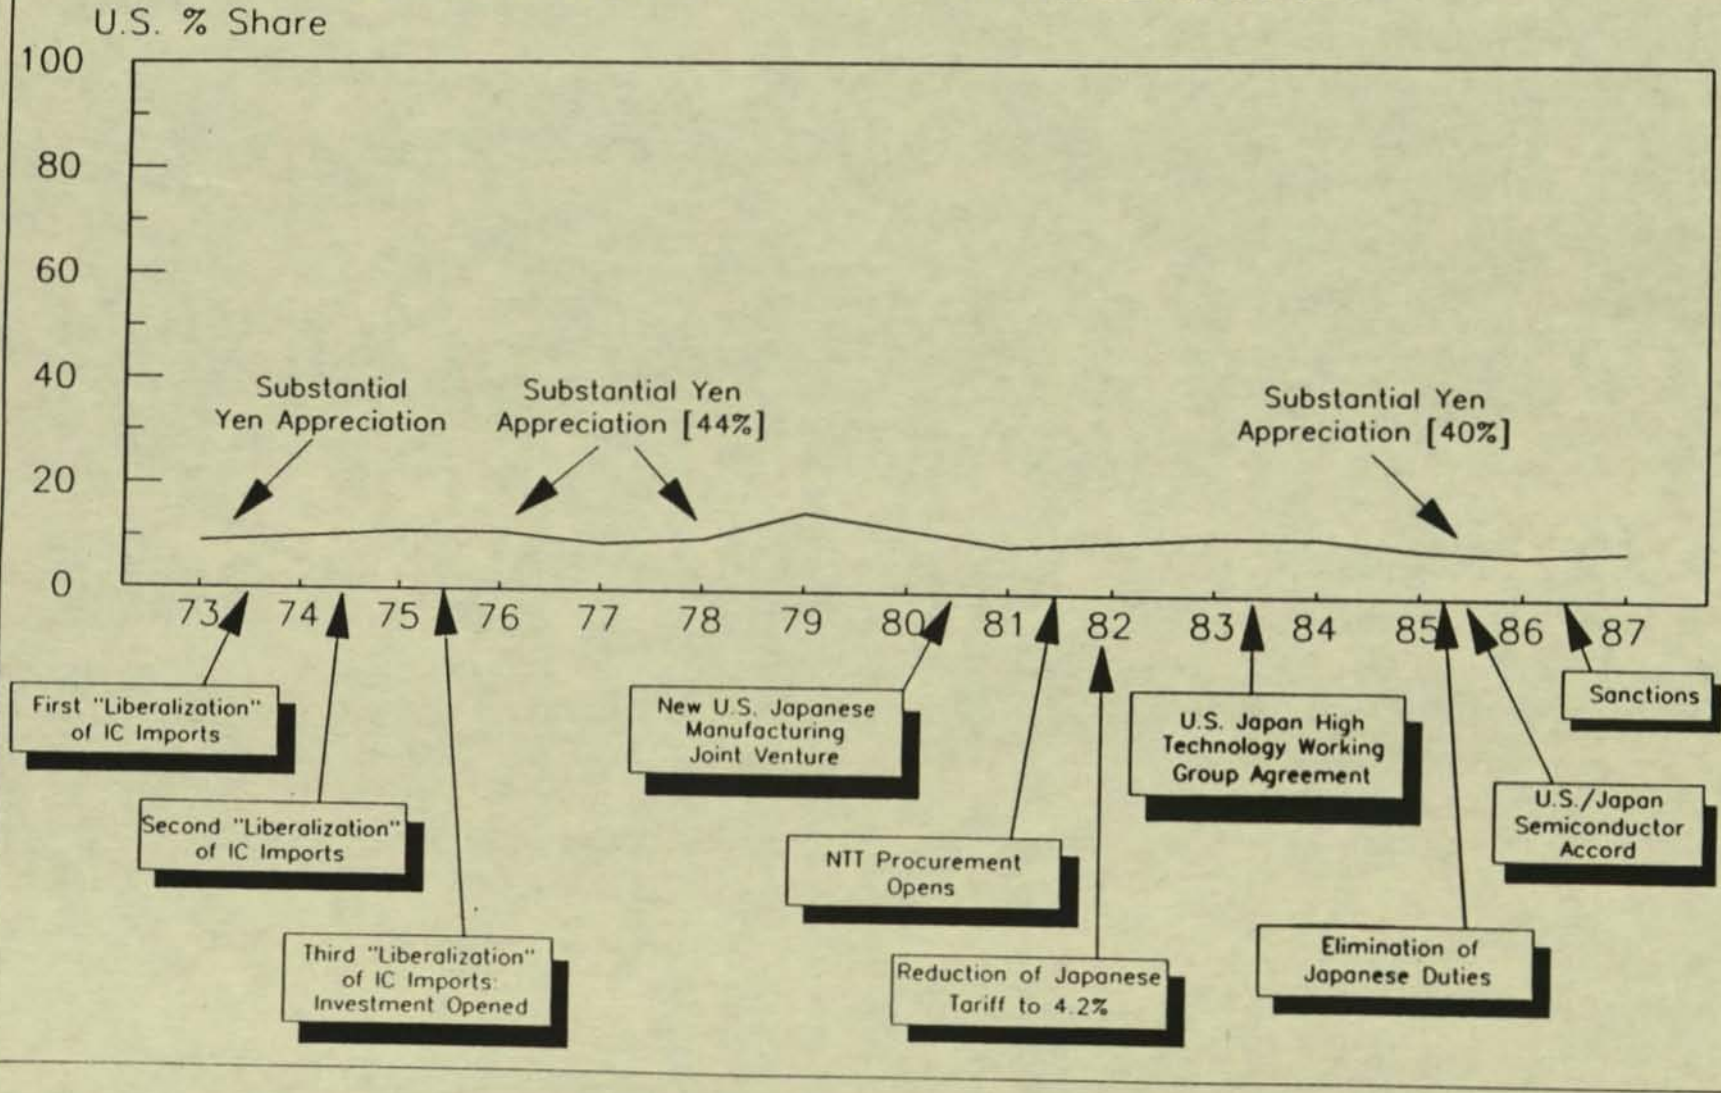 U.S. % Share
100
80
60
40
20
0
Substantial
Yen Appreciation
Substantial Yen
Appreciation [44%]
Substantial Yen
Appreciation [40%]
73 74 75 76 77 78 79 80 81 82 83 84 85 86 87
First "Liberalization"
of IC Imports
Second "Liberalization"
of IC Imports
Third "Liberalization"
of IC Imports:
Investment Opened
New U.S. Japanese
Manufacturing
Joint Venture
NTT Procurement
Opens
Reduction of Japanese
Tariff to 4.2%
U.S. Japan High
Technology Working
Group Agreement
Elimination of
Japanese Duties
U.S./Japan
Semiconductor
Accord
Sanctions